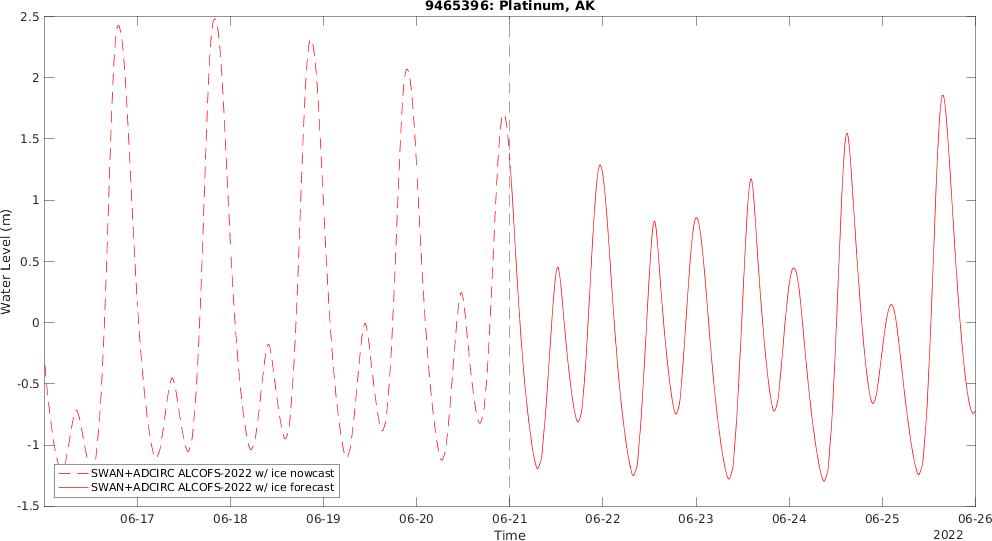 9465396: Platinum, AK
Water Level (m)
2.5
2
1.5
1
0.5
0
-0.5
-1
-1.5
SWAN+ADCIRC ALCOFS-2022 w/ ice nowcast
SWAN+ADCIRC ALCOFS-2022 w/ ice forecast
06-17 06-18 06-19 06-20 06-21 06-22 06-23 06-24 06-25 06-26
Time
2022